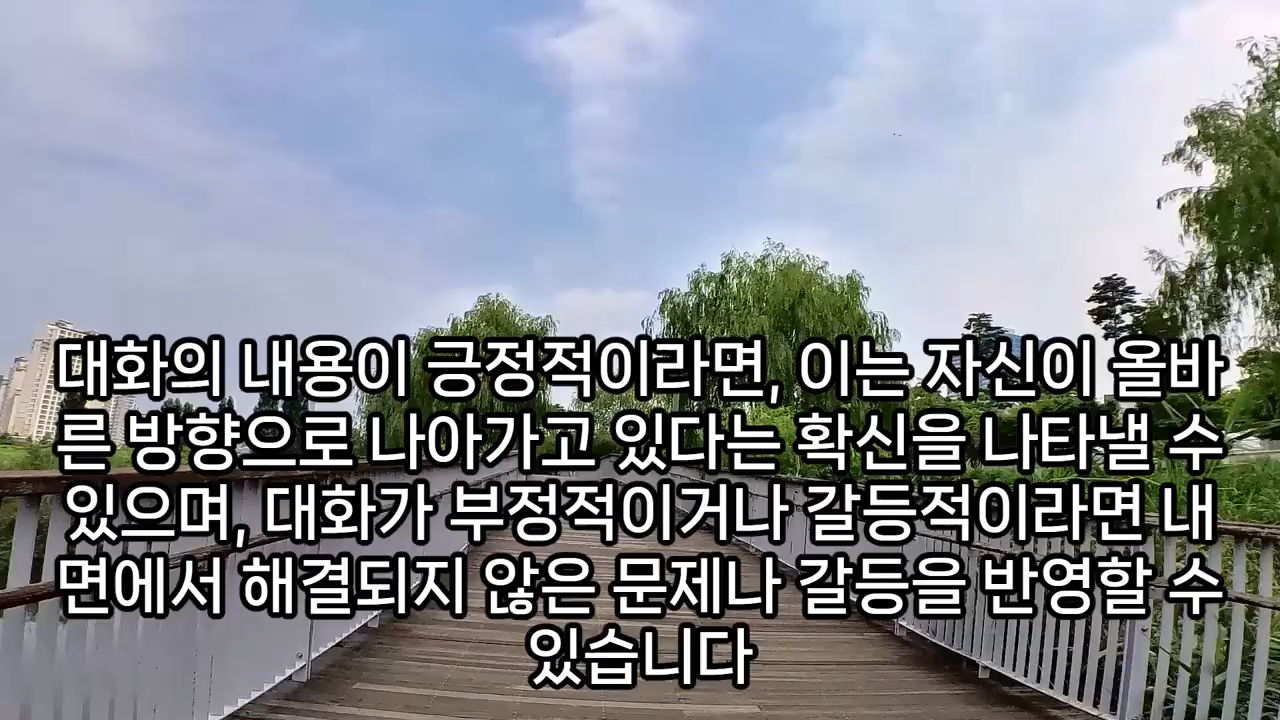 대화의 내용이 긍정적이라면, 이는 자신이 올바
른 방향으로 나아가고 있다는 확신을 나타낼 수
있으며, 대화가 부정적이거나 갈등적이라면 내
면에서 해결되지 않은 문제나 갈등을 반영할 수
있습니다